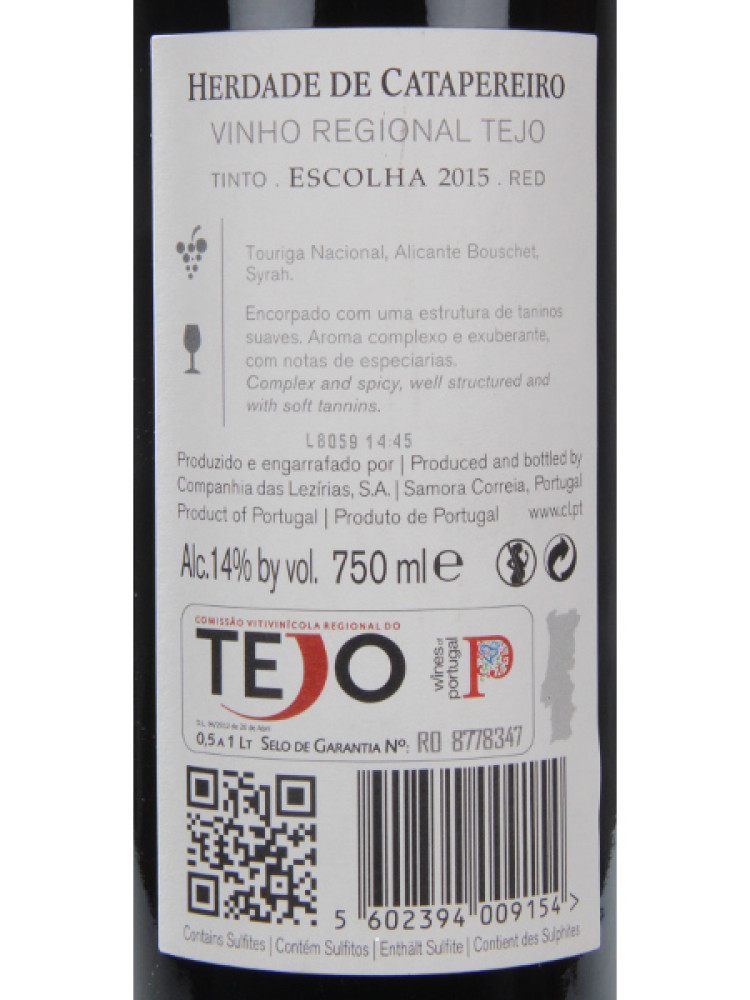 HERDADE DE CATAPEREIRO
VINHO REGIONAL TEJO
TINTO . ESCOLHA 2015 . RED
Touriga Nacional, Alicante Bouschet,
Syrah.
Encorpado com uma estrutura de taninos
suaves. Aroma complexo e exuberante,
com notas de especiarias.
Complex and spicy, well structured and
with soft tannins.
L8059 14:45
Produzido e engarrafado por | Produced and bottled by
Companhia das Lezírias, S.A. | Samora Correia, Portugal
Product of Portugal | Produto de Portugal www.cl.pt
Alc.14% by vol. 750 ml e
COMISSÃO VITIVINÍCOLA REGIONAL DO
TEJO
wines of
portugal
P
0,5 A 1 LT SELO DE GARANTIA Nº: RO 8778347
5 602394 009154 >
Contains Sulfites | Contém Sulfitos | Enthält Sulfite | Contient des Sulphites